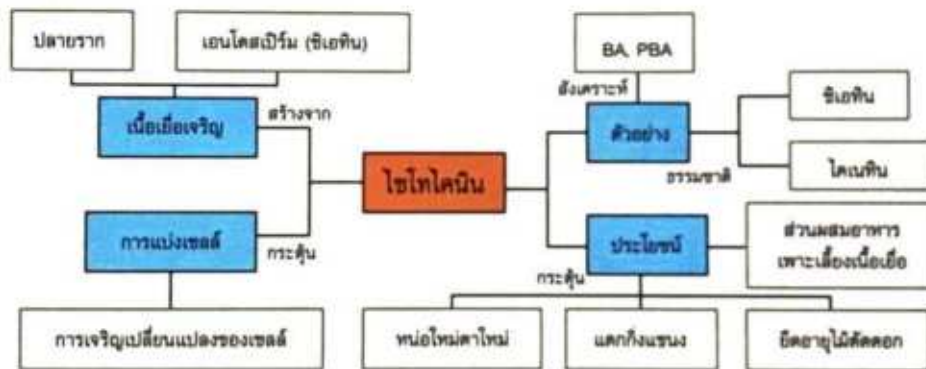 ปลายราก
เอนโดสเปิร์ม (ซิเอทิน)
BA, PBA
สังเคราะห์
เนื้อเยื่อเจริญ
สร้างจาก
ตัวอย่าง
ซิเอทิน
ธรรมชาติ
ไคเนทิน
ไซโทไคนิน
การแบ่งเซลล์
กระตุ้น
ประโยชน์
ส่วนผสมอาหาร
เพาะเลี้ยงเนื้อเยื่อ
กระตุ้น
การเจริญเปลี่ยนแปลงของเซลล์
หน่อใหม่ตาใหม่
แตกกิ่งแขนง
ยืดอายุไม้ตัดดอก